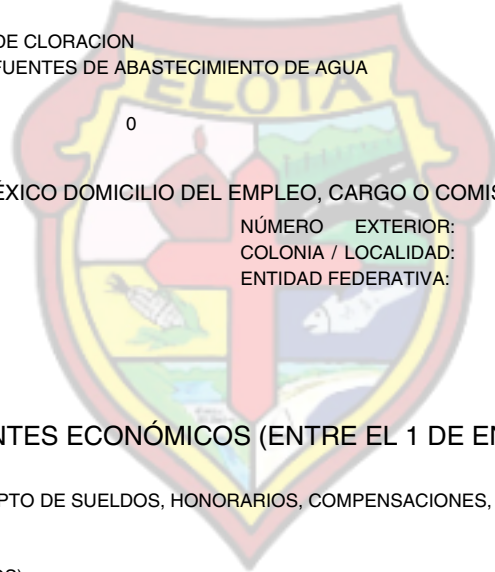 DE CLORACION
FUENTES DE ABASTECIMIENTO DE AGUA
ELOTA
0
ÉXICO DOMICILIO DEL EMPLEO, CARGO O COMIS
NÚMERO EXTERIOR:
COLONIA / LOCALIDAD:
ENTIDAD FEDERATIVA:
NTES ECONÓMICOS (ENTRE EL 1 DE EN
PTO DE SUELDOS, HONORARIOS, COMPENSACIONES,